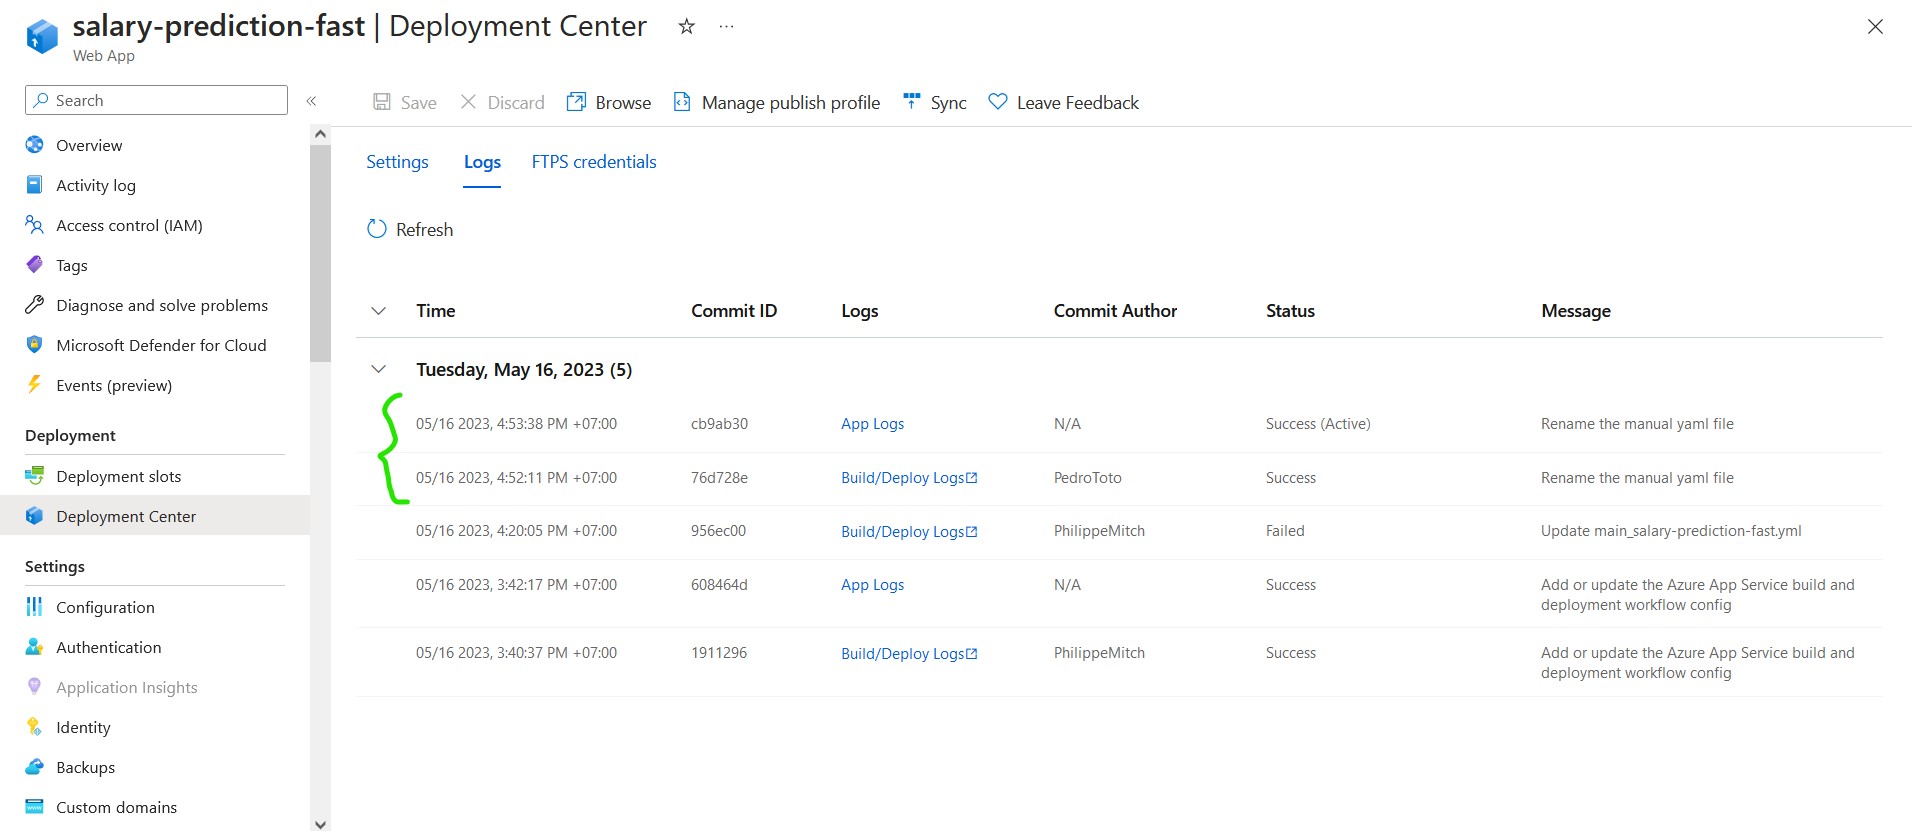 salary-prediction-fast | Deployment Center
Web App
Search
Save
Discard
Browse
Manage publish profile
Sync
Leave Feedback
Overview
Activity log
Access control (IAM)
Tags
Diagnose and solve problems
Microsoft Defender for Cloud
Events (preview)
Deployment
Deployment slots
Deployment Center
Settings
Configuration
Authentication
Application Insights
Identity
Backups
Custom domains
Settings Logs FTPS credentials
Refresh
Time Commit ID Logs Commit Author Status Message
Tuesday, May 16, 2023 (5)
05/16 2023, 4:53:38 PM +07:00 cb9ab30 App Logs N/A Success (Active) Rename the manual yaml file
05/16 2023, 4:52:11 PM +07:00 76d728e Build/Deploy Logs PedroToto Success Rename the manual yaml file
05/16 2023, 4:20:05 PM +07:00 956ec00 Build/Deploy Logs PhilippeMitch Failed Update main_salary-prediction-fast.yml
05/16 2023, 3:42:17 PM +07:00 608464d App Logs N/A Success Add or update the Azure App Service build and
deployment workflow config
05/16 2023, 3:40:37 PM +07:00 1911296 Build/Deploy Logs PhilippeMitch Success Add or update the Azure App Service build and
deployment workflow config